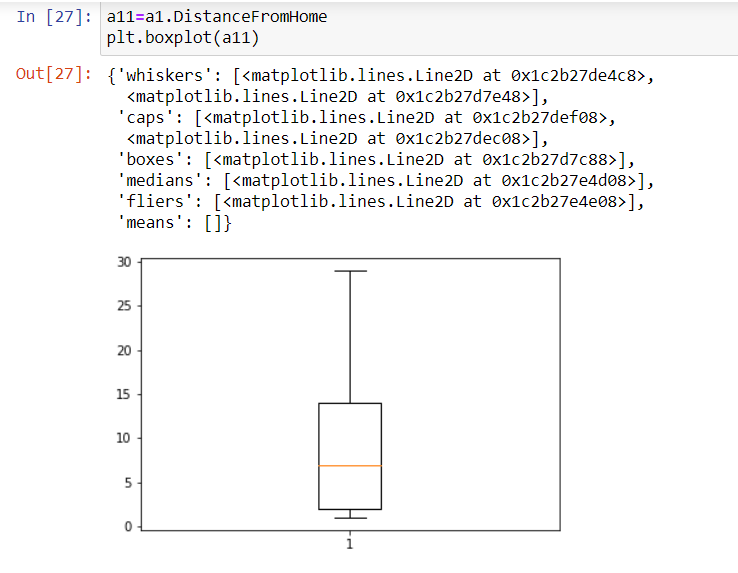 In [27]: a11=a1.DistanceFromHome
plt.boxplot(a11)
Out[27]: {'whiskers': [<matplotlib.lines.Line2D at 0x1c2b27de4c8>,
<matplotlib.lines.Line2D at 0x1c2b27d7e48>],
'caps': [<matplotlib.lines.Line2D at 0x1c2b27def08>,
<matplotlib.lines.Line2D at 0x1c2b27dec08>],
'boxes': [<matplotlib.lines.Line2D at 0x1c2b27d7c88>],
'medians': [<matplotlib.lines.Line2D at 0x1c2b27e4d08>],
'fliers': [<matplotlib.lines.Line2D at 0x1c2b27e4e08>],
'means': []}
30
25
20
15
10
5
0
1